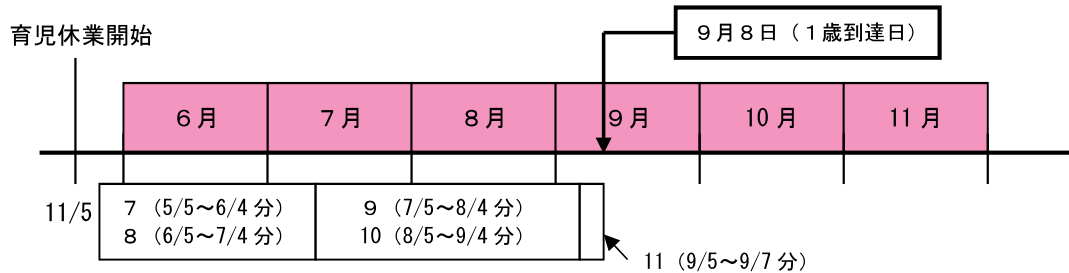 育児休業開始
９月８日（１歳到達日）
６月 ７月 ８月 ９月 10月 11月
11/5
７（5/5～6/4 分）
８（6/5～7/4 分）
９（7/5～8/4 分）
10（8/5～9/4 分）
11（9/5～9/7 分）